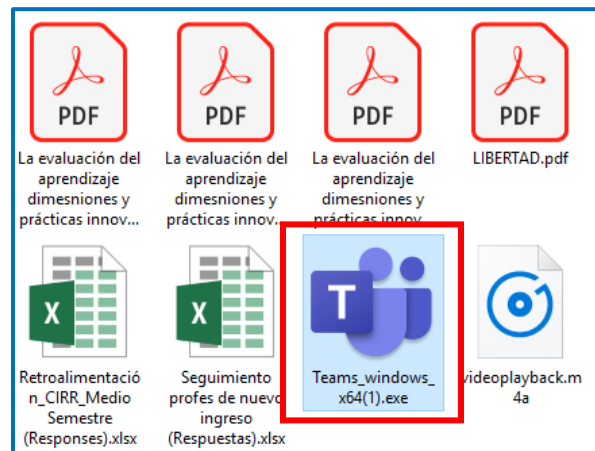 PDF
PDF
PDF
PDF
La evaluación del
aprendizaje
dimesniones y
prácticas innov...
La evaluación del
aprendizaje
dimesniones y
prácticas innov...
La evaluación del
aprendizaje
dimesniones y
prácticas innov...
LIBERTAD.pdf
X
X
T
Retroalimentació
n_CIRR_Medio
Semestre
(Responses).xlsx
Seguimiento
profes de nuevo
ingreso
(Respuestas).xlsx
Teams_windows_
x64(1).exe
videoplayback.m
4a